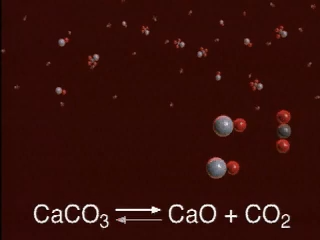 CaCO₃ ⇌ CaO + CO₂